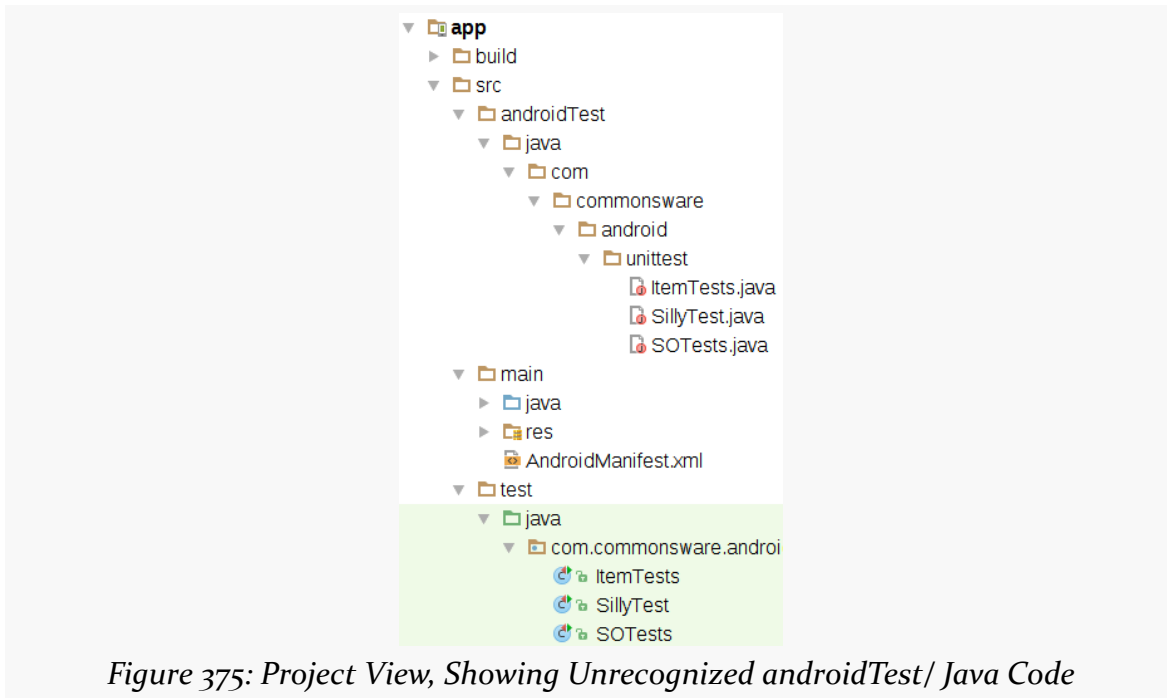 app
build
src
androidTest
java
com
commonsware
android
unittest
ItemTests.java
SillyTest.java
SOTests.java
main
java
res
AndroidManifest.xml
test
java
com.commonsware.androi
ItemTests
SillyTest
SOTests
Figure 375: Project View, Showing Unrecognized androidTest/ Java Code